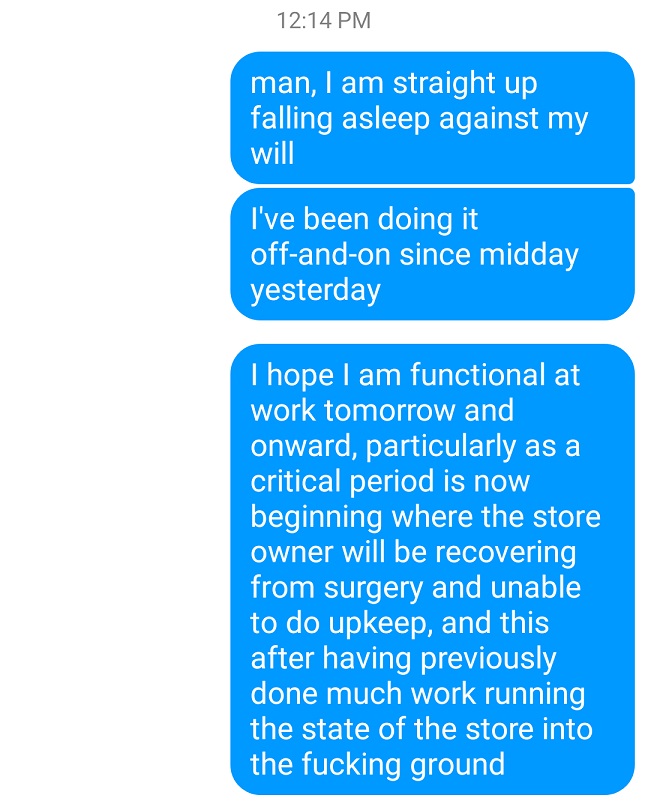 12:14 PM
man, I am straight up
falling asleep against my
will
I've been doing it
off-and-on since midday
yesterday
I hope I am functional at
work tomorrow and
onward, particularly as a
critical period is now
beginning where the store
owner will be recovering
from surgery and unable
to do upkeep, and this
after having previously
done much work running
the state of the store into
the fucking ground